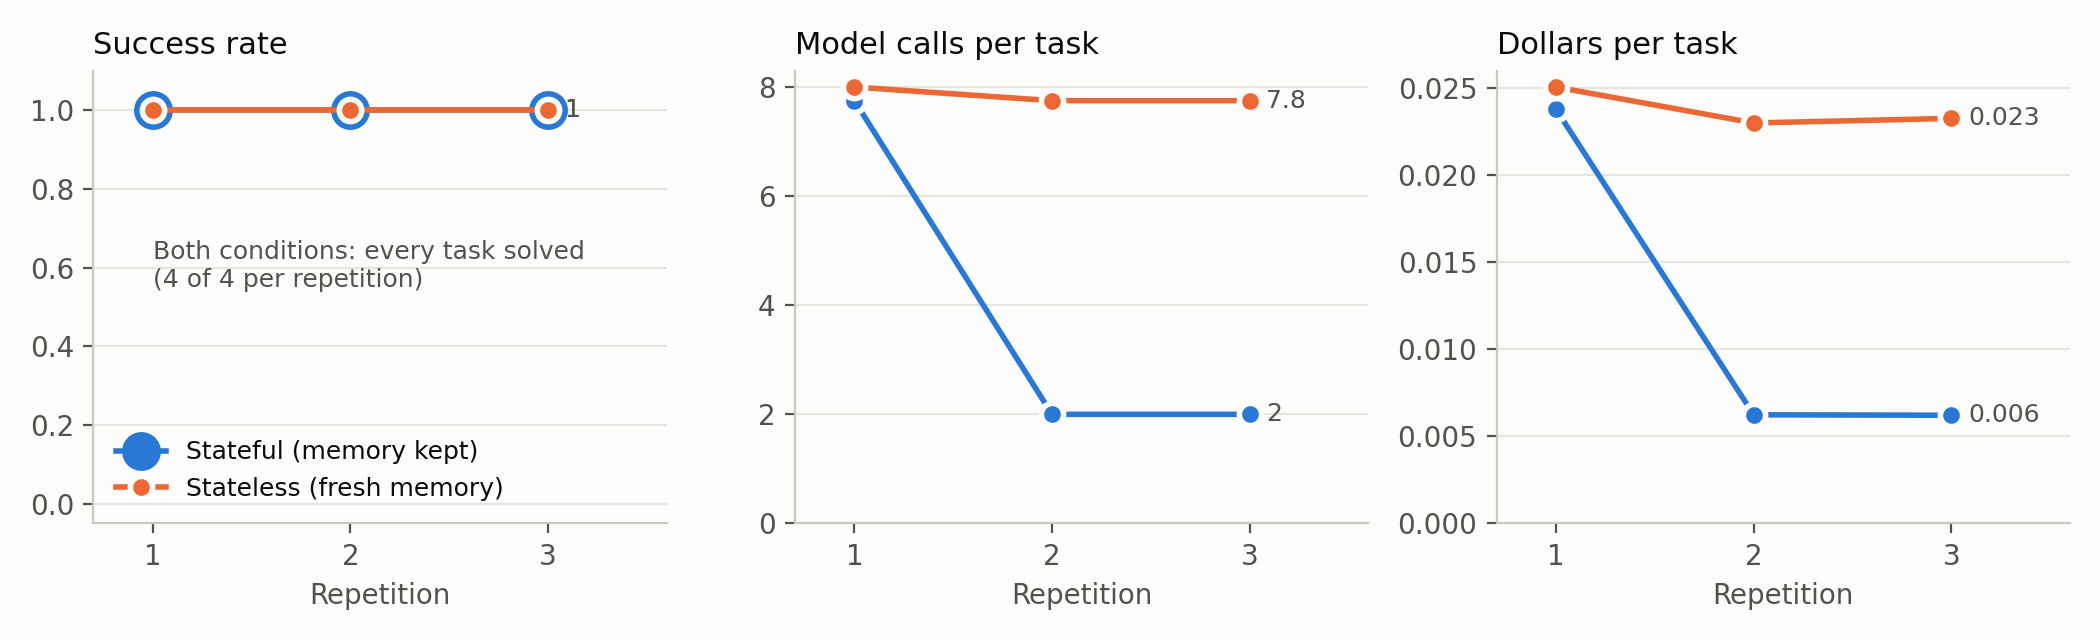 Success rate
1.0
0.8
0.6
0.4
0.2
0.0
1
Both conditions: every task solved
(4 of 4 per repetition)
Stateful (memory kept)
Stateless (fresh memory)
1 2 3
Repetition
Model calls per task
8
6
4
2
0
7.8
2
1 2 3
Repetition
Dollars per task
0.025
0.020
0.015
0.010
0.005
0.000
0.023
0.006
1 2 3
Repetition